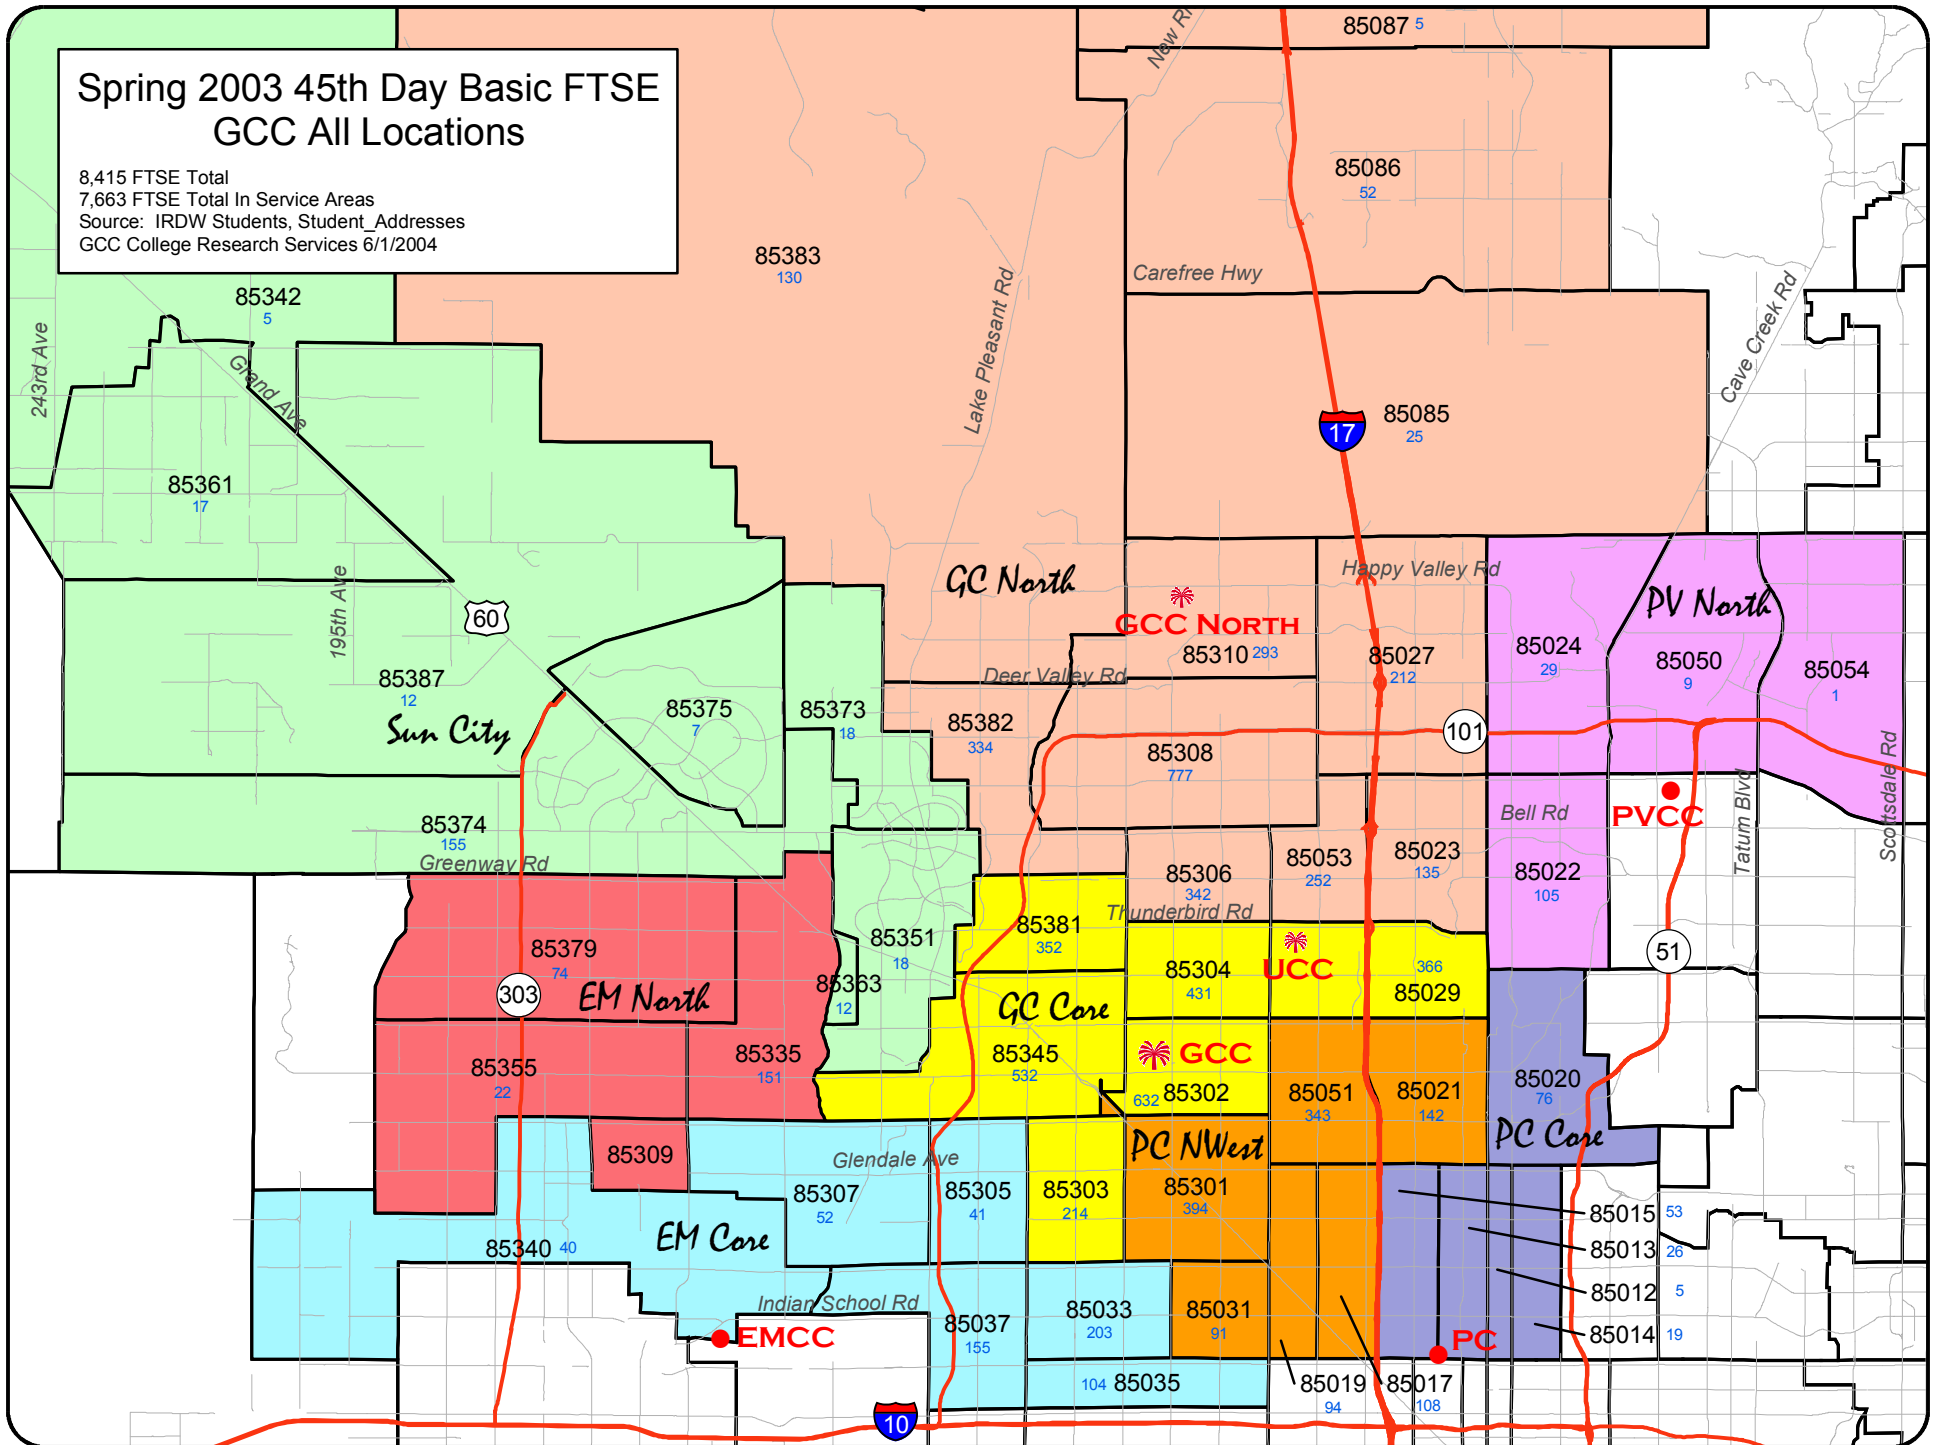 Spring 2003 45th Day Basic FTSE
GCC All Locations
8,415 FTSE Total
7,663 FTSE Total In Service Areas
Source: IRDW Students, Student_Addresses
GCC College Research Services 6/1/2004
85087 5
85086
52
85383
130
Carefree Hwy
Lake Pleasant Rd
Cave Creek Rd
85342
5
243rd Ave
Grand Ave
85361
17
17
85085
25
195th Ave
60
GC North
GCC North
85310 293
Happy Valley Rd
85027
212
PV North
85024
29
85050
9
85054
1
85387
12
Sun City
85375
7
85373
18
Deer Valley Rd
85382
334
85308
777
101
Scottsdale Rd
Tatum Blvd
Bell Rd
PVCC
85374
155
Greenway Rd
85306
342
Thunderbird Rd
85053
252
85023
135
85022
105
51
85379
74
303
EM North
85363
12
85351
18
85381
352
GC Core
85304
431
UCC
366
85029
85355
22
85335
151
85345
532
GCC
632 85302
85051
343
85021
142
85020
76
PC Core
PC NWest
85309
Glendale Ave
85307
52
85305
41
85303
214
85301
394
85015 53
85013 26
85012 5
85014 19
EM Core
85340 40
Indian School Rd
EMCC
85037
155
85033
203
85031
91
PC
104 85035
85019
94
85017
108
10